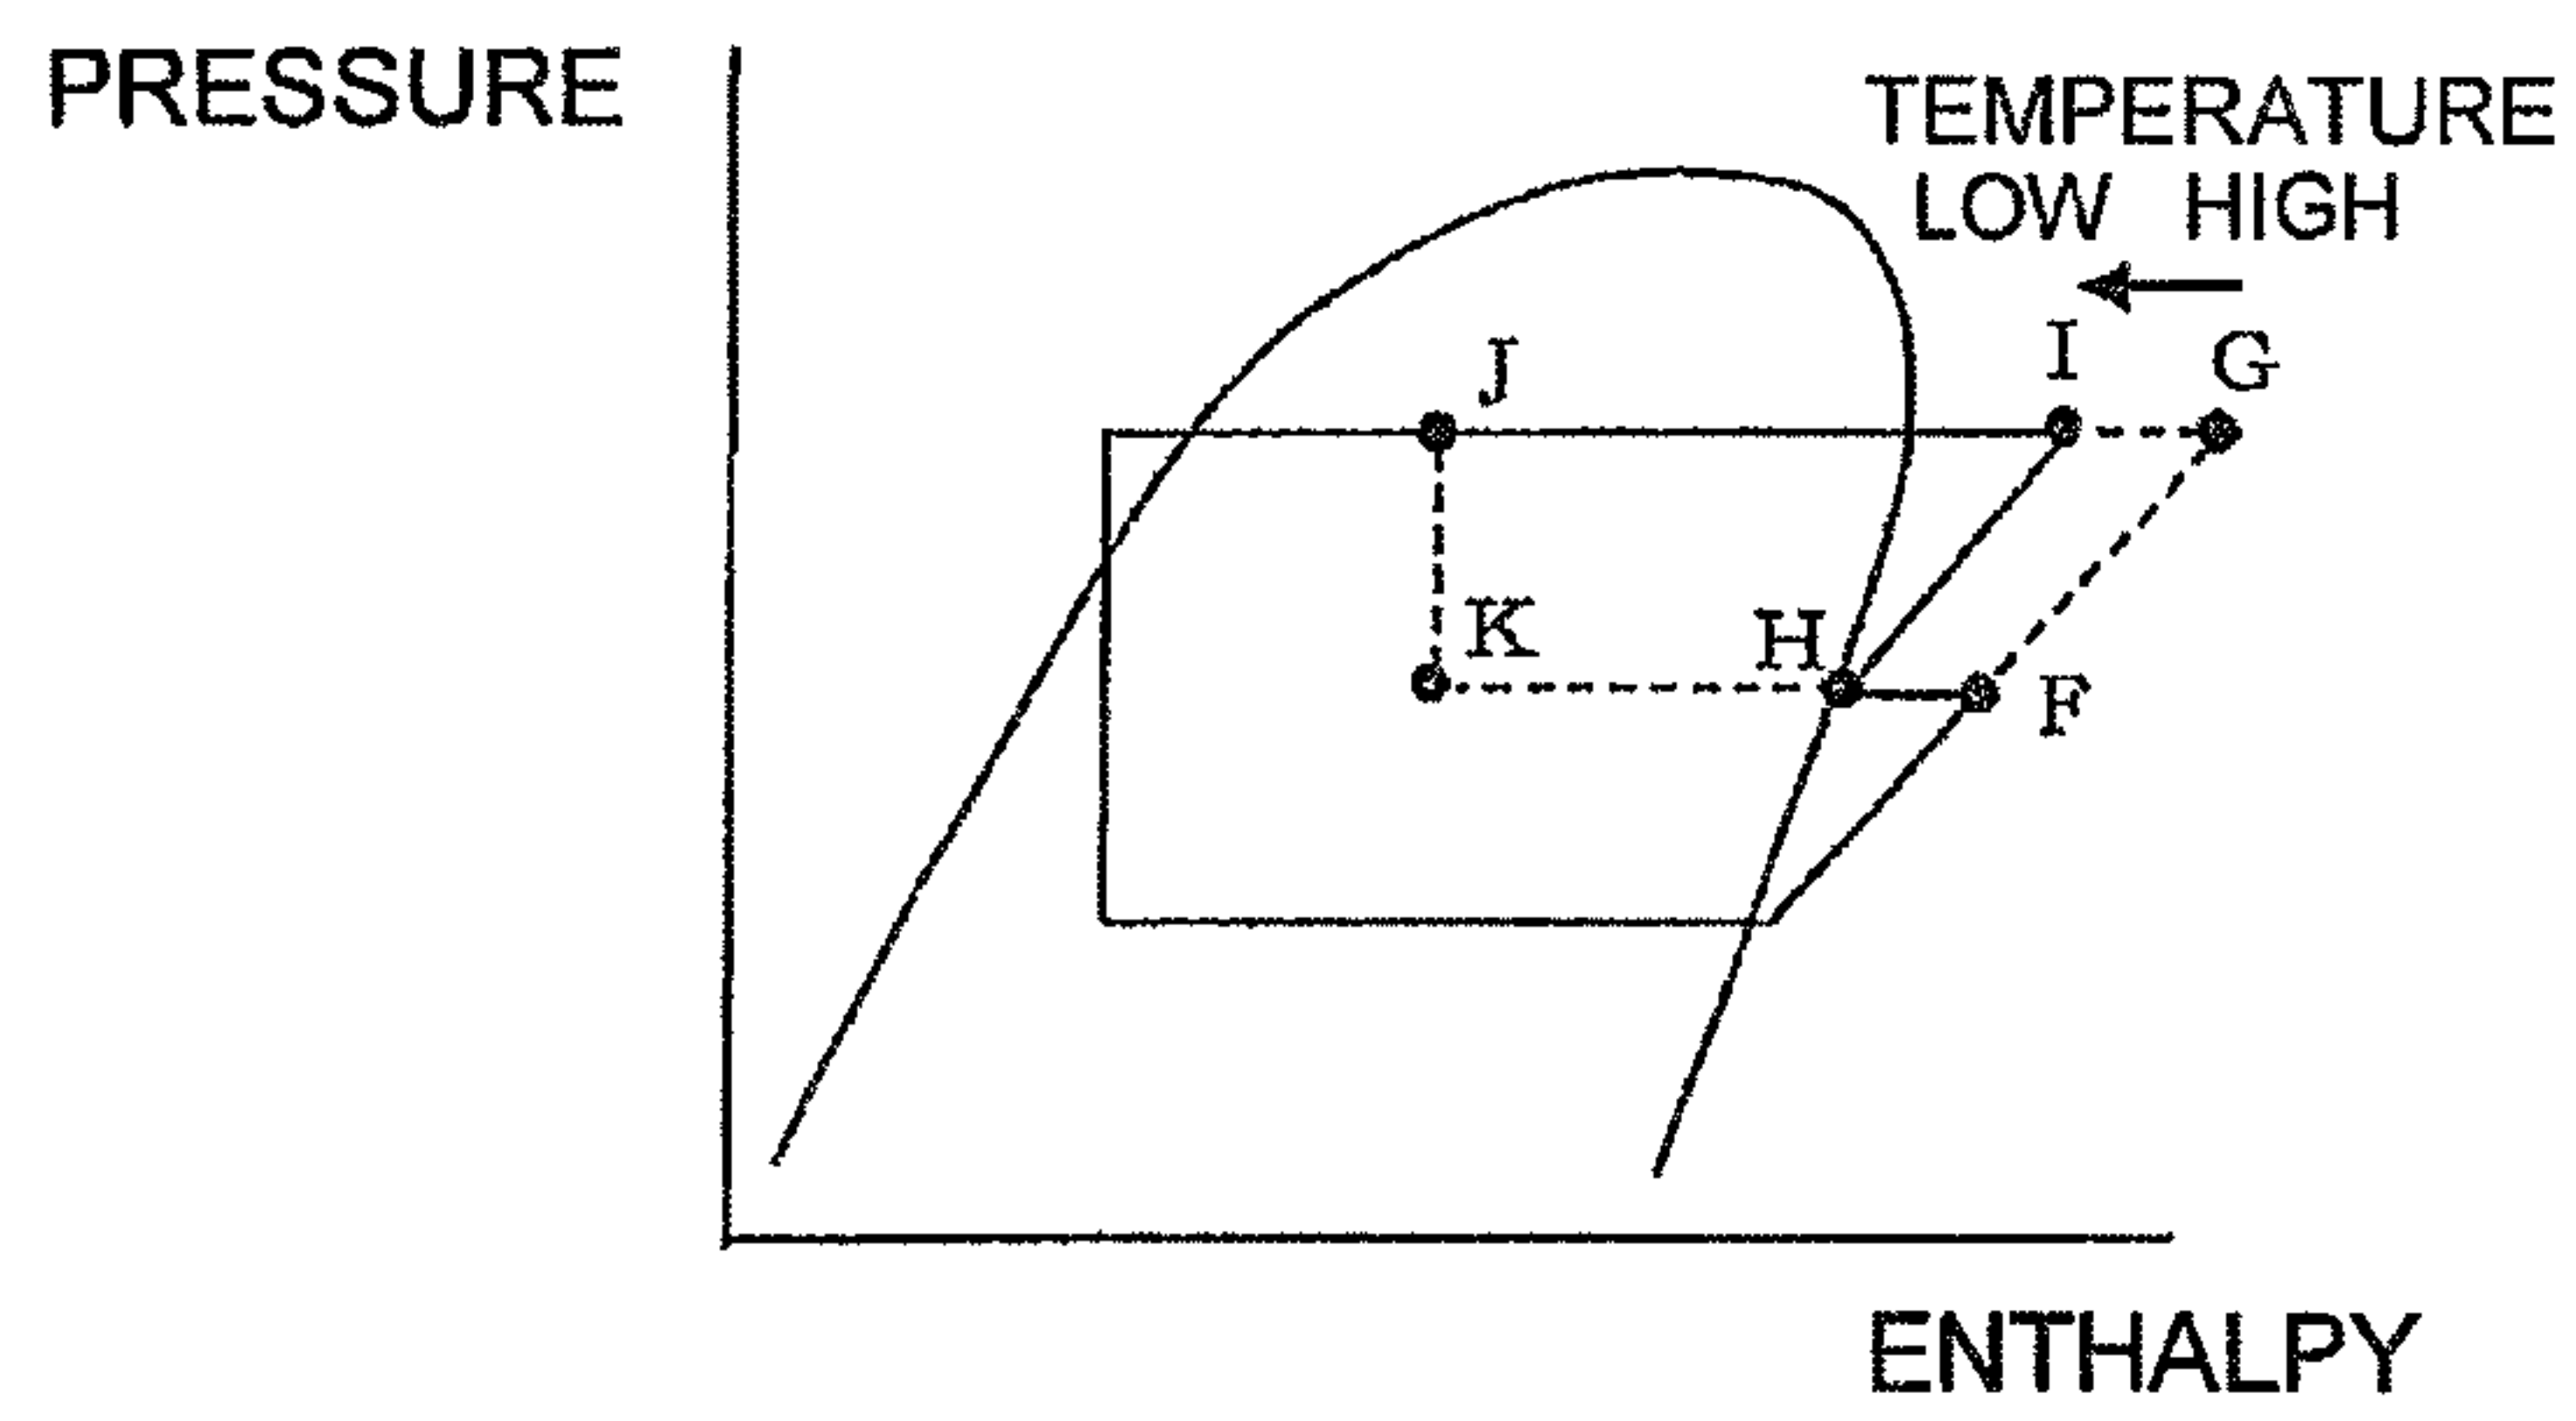 PRESSURE
TEMPERATURE
LOW HIGH
I
G
J
K
H
F
ENTHALPY